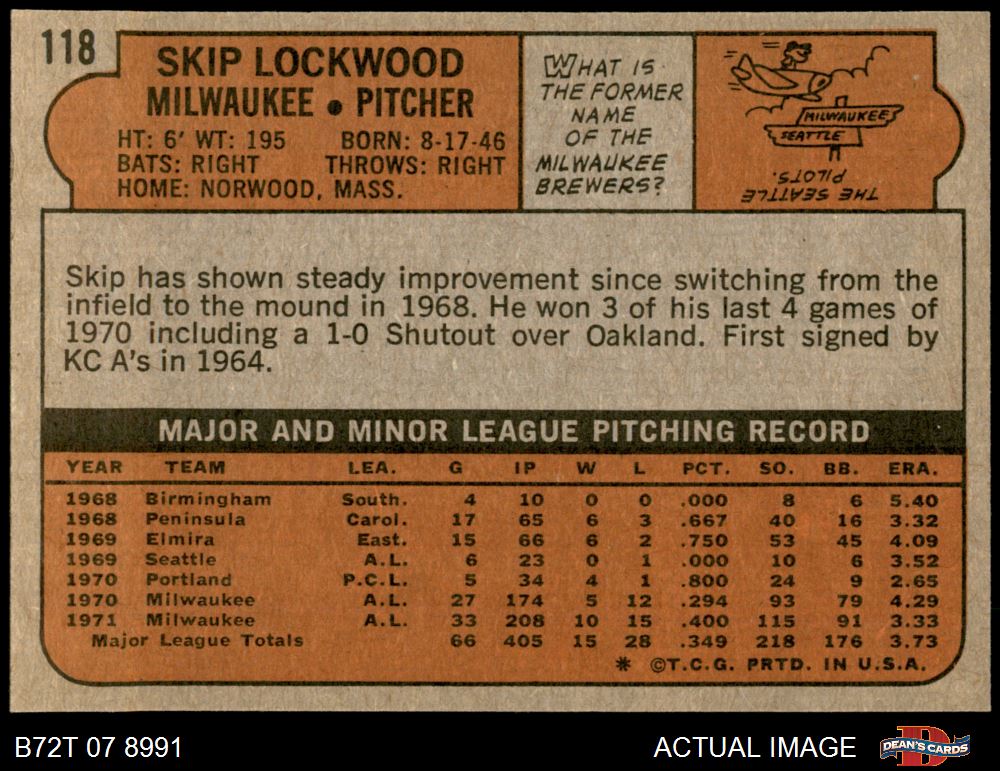 118
SKIP LOCKWOOD
MILWAUKEE • PITCHER
HT: 6' WT: 195 BORN: 8-17-46
BATS: RIGHT THROWS: RIGHT
HOME: NORWOOD, MASS.
WHAT IS
THE FORMER
NAME
OF THE
MILWAUKEE
BREWERS?
MILWAUKEE
SEATTLE
THE SEATTLE
PILOTS.
Skip has shown steady improvement since switching from the
infield to the mound in 1968. He won 3 of his last 4 games of
1970 including a 1-0 Shutout over Oakland. First signed by
KC A's in 1964.
MAJOR AND MINOR LEAGUE PITCHING RECORD
YEAR TEAM LEA. G IP W L PCT. SO. BB. ERA.
1968 Birmingham South. 4 10 0 0 .000 8 6 5.40
1968 Peninsula Carol. 17 65 6 3 .667 40 16 3.32
1969 Elmira East. 15 66 6 2 .750 53 45 4.09
1969 Seattle A.L. 6 23 0 1 .000 10 6 3.52
1970 Portland P.C.L. 5 34 4 1 .800 24 9 2.65
1970 Milwaukee A.L. 27 174 5 12 .294 93 79 4.29
1971 Milwaukee A.L. 33 208 10 15 .400 115 91 3.33
Major League Totals 66 405 15 28 .349 218 176 3.73
* ©T.C.G. PRTD. IN U.S.A.
B72T 07 8991
ACTUAL IMAGE
DEAN'S CARDS